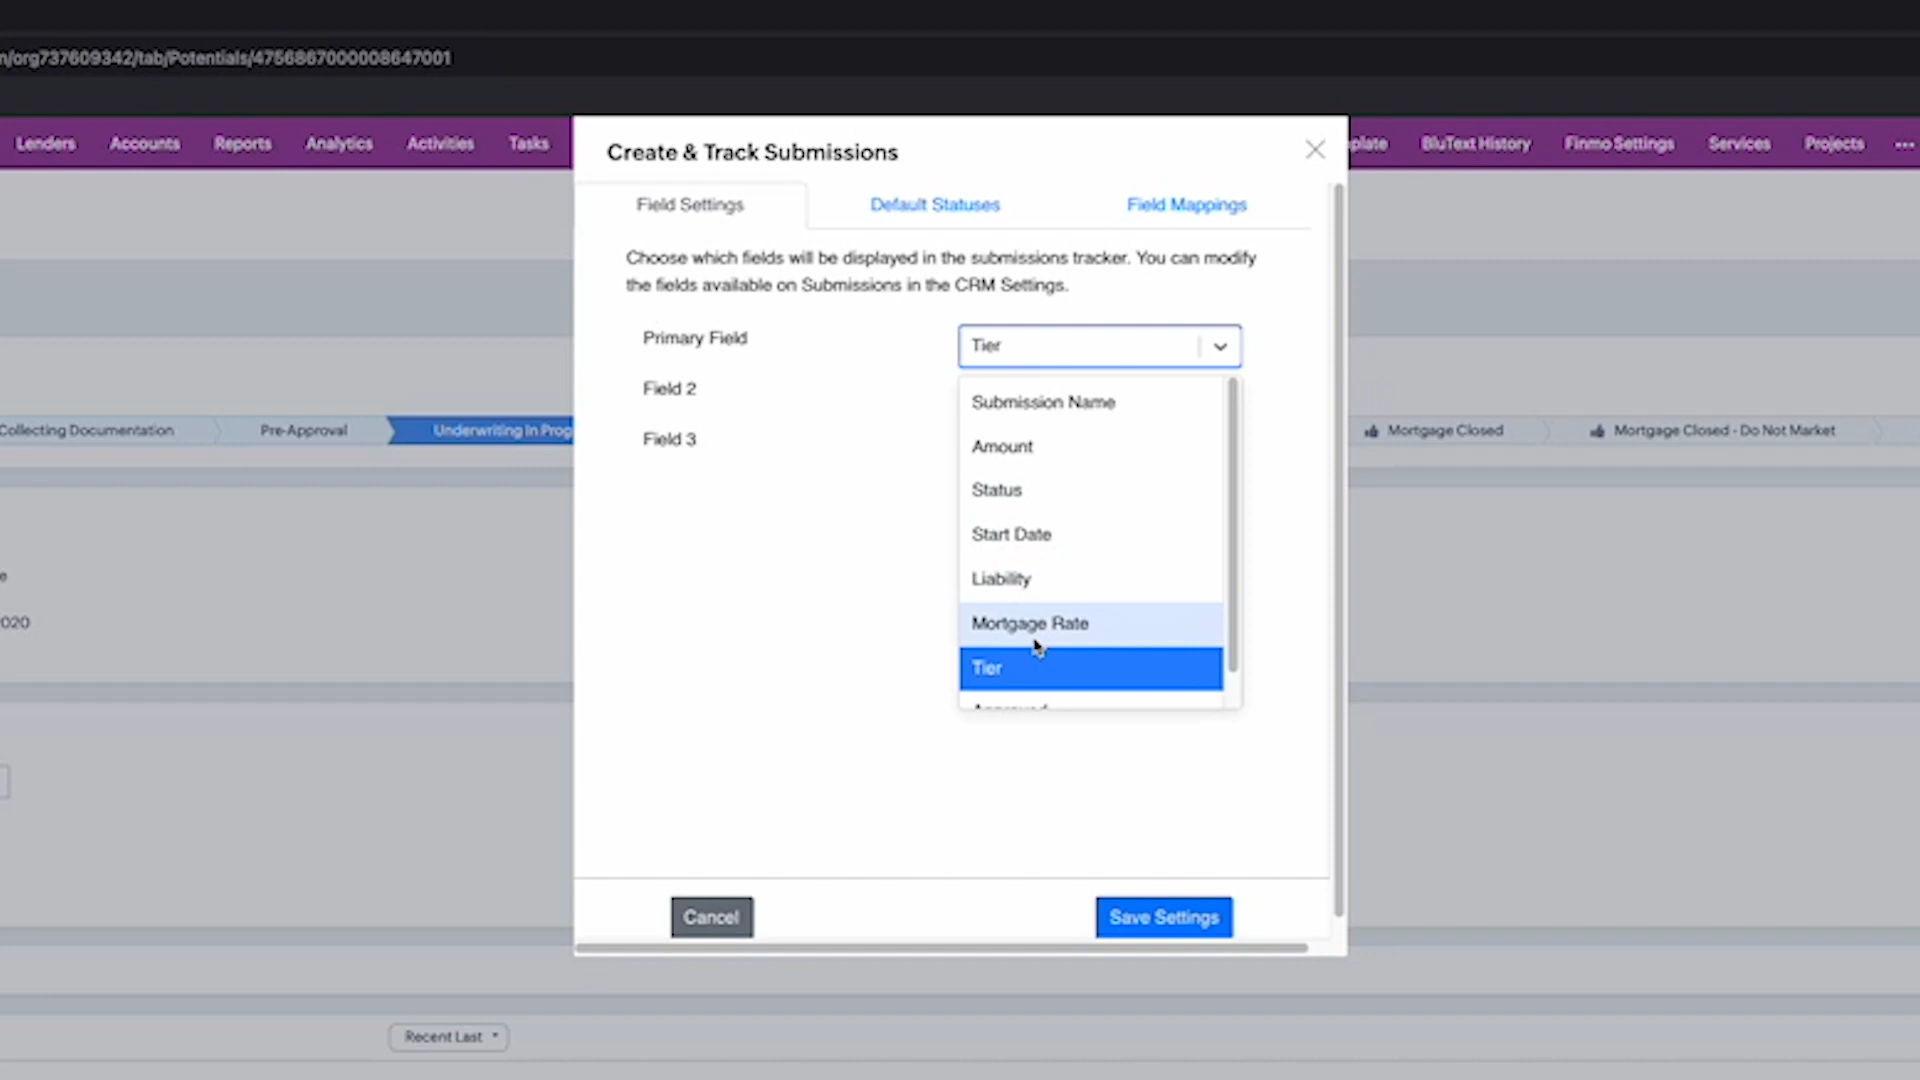 /org737609342/tab/Potentials/4756867000008647001
Lenders Accounts Reports Analytics Activities Tasks BluText History Finmo Settings Services Projects
Create & Track Submissions
Field Settings Default Statuses Field Mappings
Choose which fields will be displayed in the submissions tracker. You can modify
the fields available on Submissions in the CRM Settings.
Primary Field Tier
Field 2
Field 3
Submission Name
Amount
Status
Start Date
Liability
Mortgage Rate
Tier
Collecting Documentation Pre-Approval Underwriting In Prog Mortgage Closed Mortgage Closed - Do Not Market
020
Cancel Save Settings
Recent Last